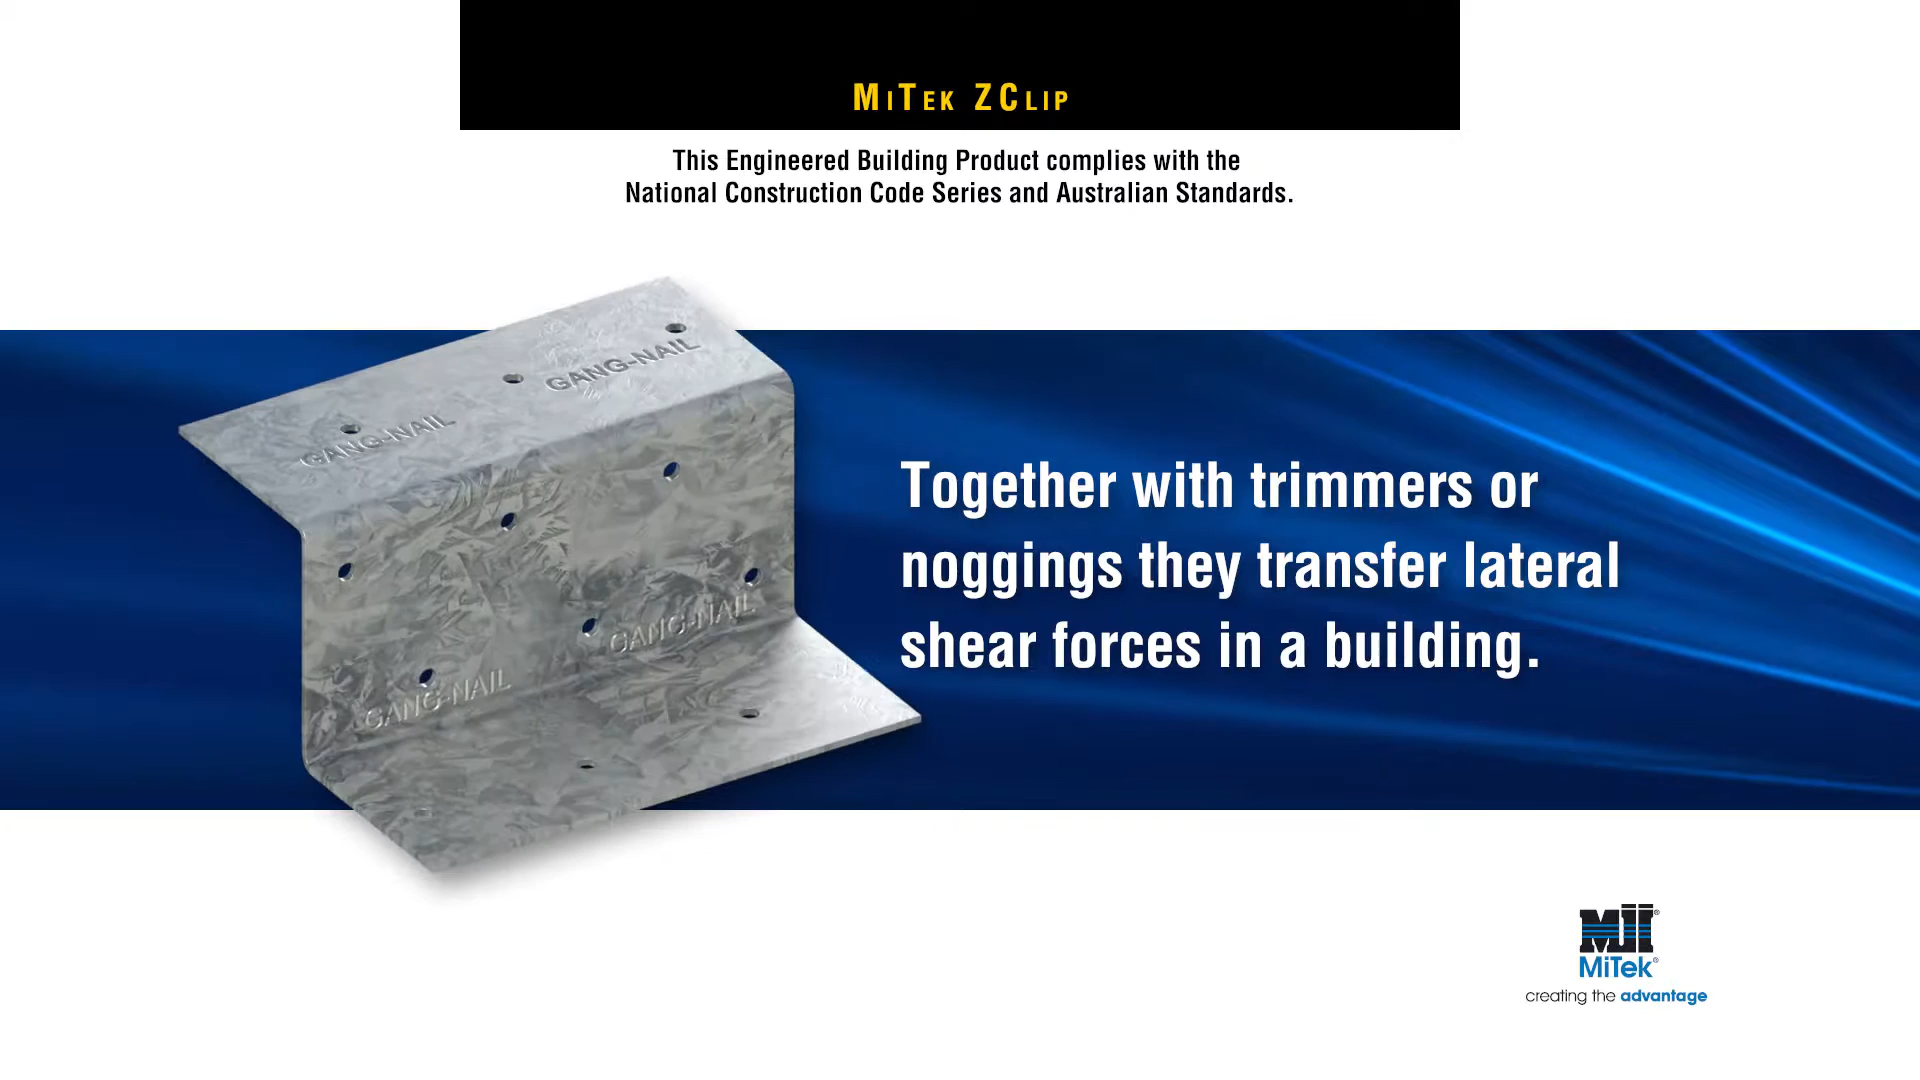 MiTek ZClip
This Engineered Building Product complies with the
National Construction Code Series and Australian Standards.
GANG-NAIL
GANG-NAIL
Together with trimmers or
noggings they transfer lateral
shear forces in a building.
GANG-NAIL
GANG-NAIL
MiTek®
creating the advantage